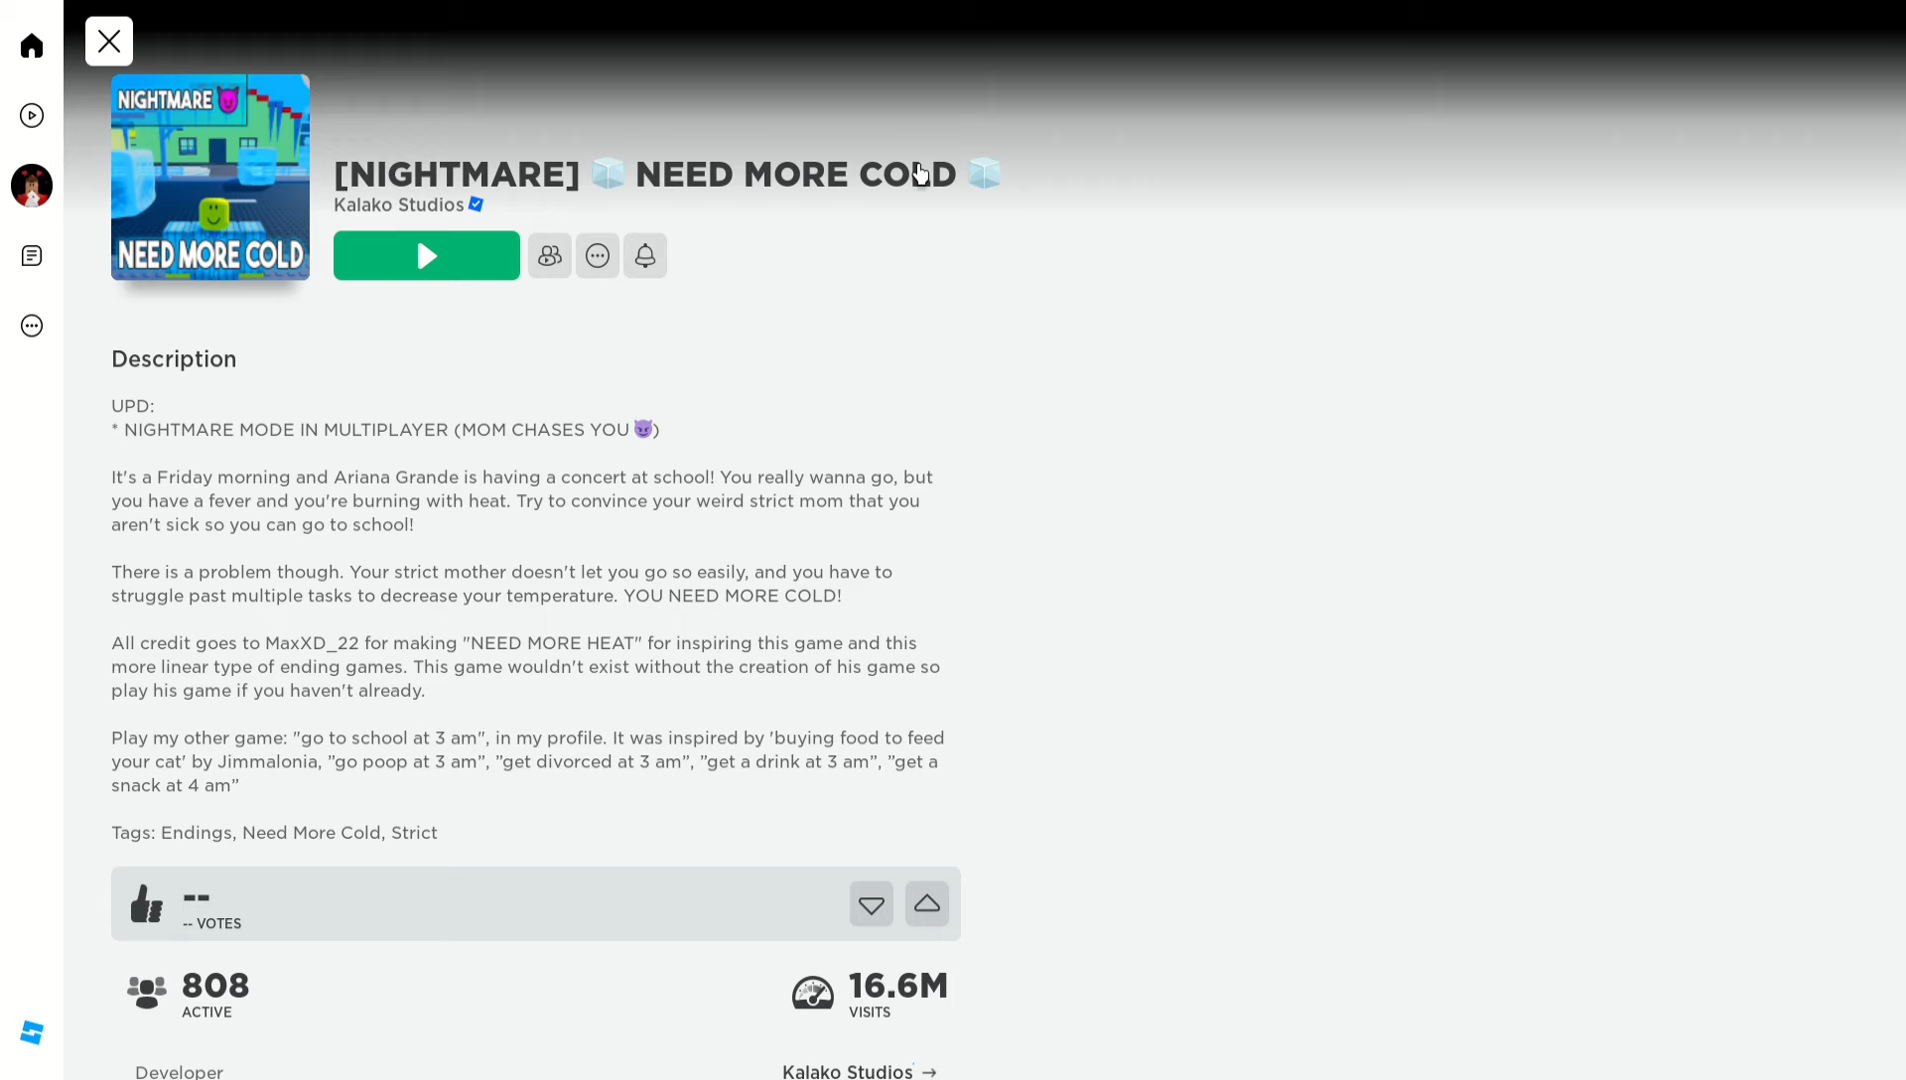 NIGHTMARE 😈
NEED MORE COLD
[NIGHTMARE] 🧊 NEED MORE COLD 🧊
Kalako Studios
Description
UPD:
* NIGHTMARE MODE IN MULTIPLAYER (MOM CHASES YOU 😈)
It's a Friday morning and Ariana Grande is having a concert at school! You really wanna go, but
you have a fever and you're burning with heat. Try to convince your weird strict mom that you
aren't sick so you can go to school!
There is a problem though. Your strict mother doesn't let you go so easily, and you have to
struggle past multiple tasks to decrease your temperature. YOU NEED MORE COLD!
All credit goes to MaxXD_22 for making "NEED MORE HEAT" for inspiring this game and this
more linear type of ending games. This game wouldn't exist without the creation of his game so
play his game if you haven't already.
Play my other game: "go to school at 3 am", in my profile. It was inspired by 'buying food to feed
your cat' by Jimmalonia, ”go poop at 3 am”, ”get divorced at 3 am”, ”get a drink at 3 am”, ”get a
snack at 4 am”
Tags: Endings, Need More Cold, Strict
--
-- VOTES
808
ACTIVE
16.6M
VISITS
Developer
Kalako Studios →